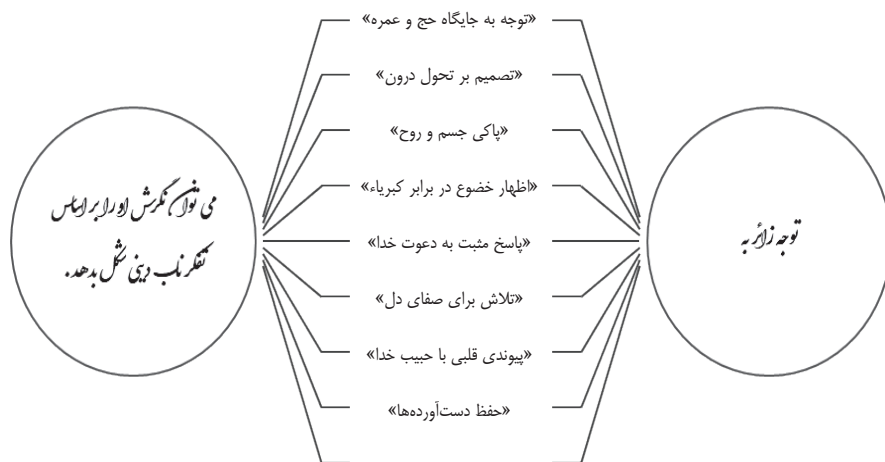 توجه زائر به
«توجه به جایگاه حج و عمره»
«تصمیم بر تحول درون»
«پاکی جسم و روح»
«اظهار خضوع در برابر کبریاء»
«پاسخ مثبت به دعوت خدا»
«تلاش برای صفای دل»
«پیوندی قلبی با حبیب خدا»
«حفظ دست‌آورده‌ها»
می توان نگرش او را بر اساس
تفکر ناب دینی شکل بدهد.